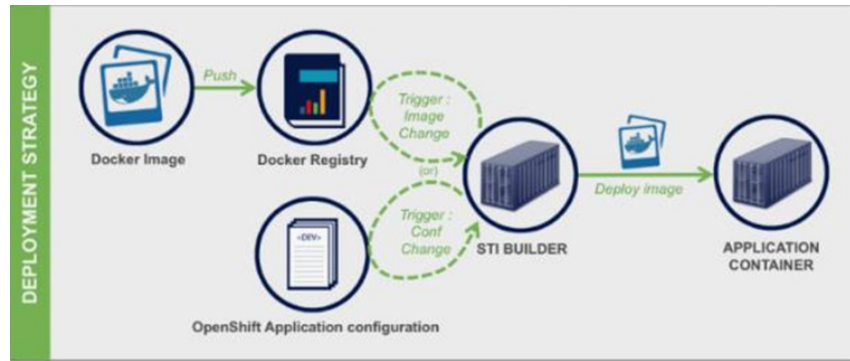 DEPLOYMENT STRATEGY
Push
Docker Image
Docker Registry
Trigger :
Image
Change
(or)
Trigger :
Conf
Change
<DEV>
OpenShift Application configuration
STI BUILDER
Deploy image
APPLICATION
CONTAINER